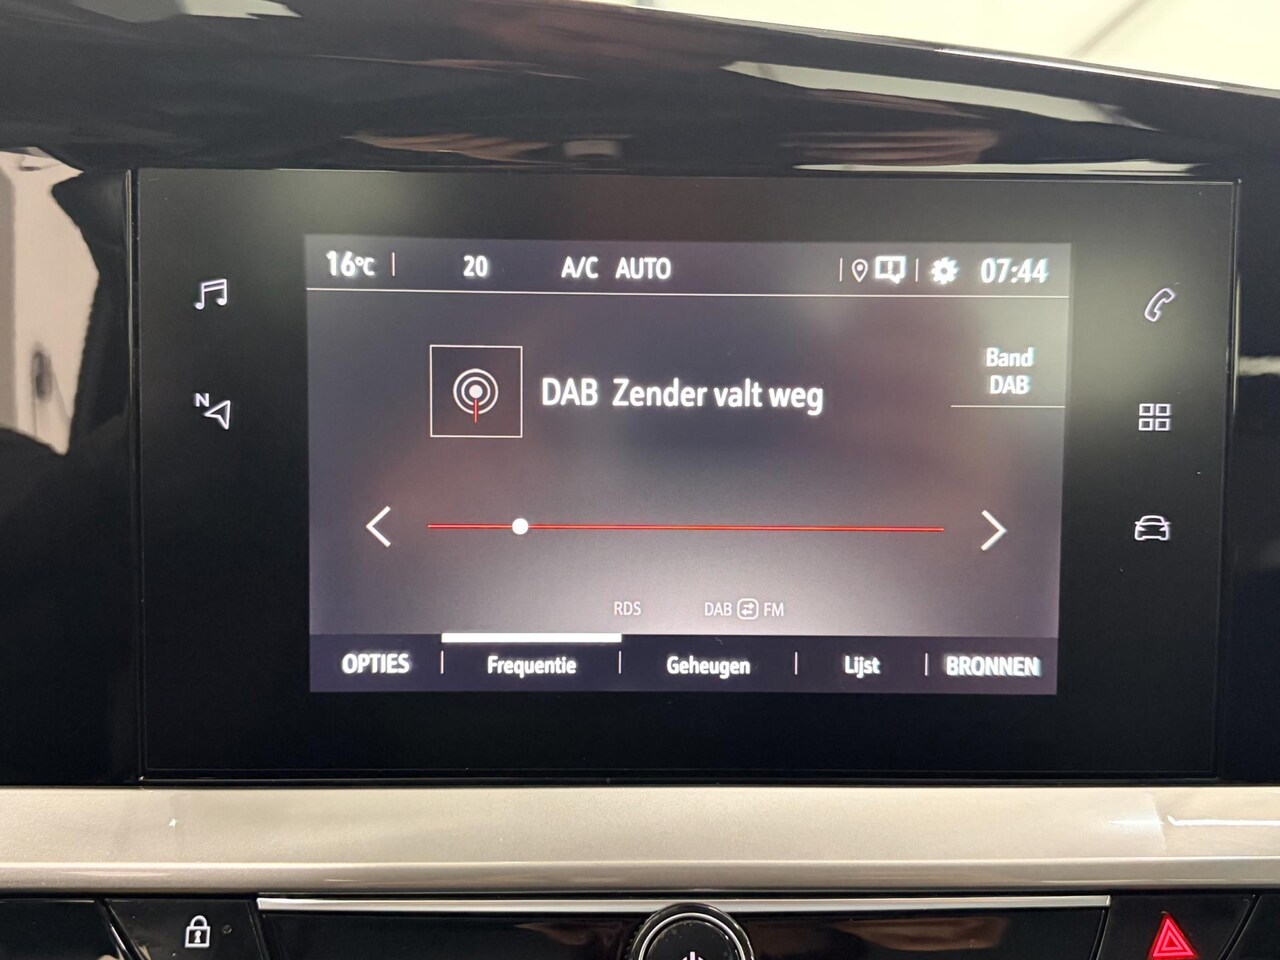 16°C 20 A/C AUTO 07:44
Band
DAB
DAB Zender valt weg
N
RDS DAB FM
OPTIES Frequentie Geheugen Lijst BRONNEN